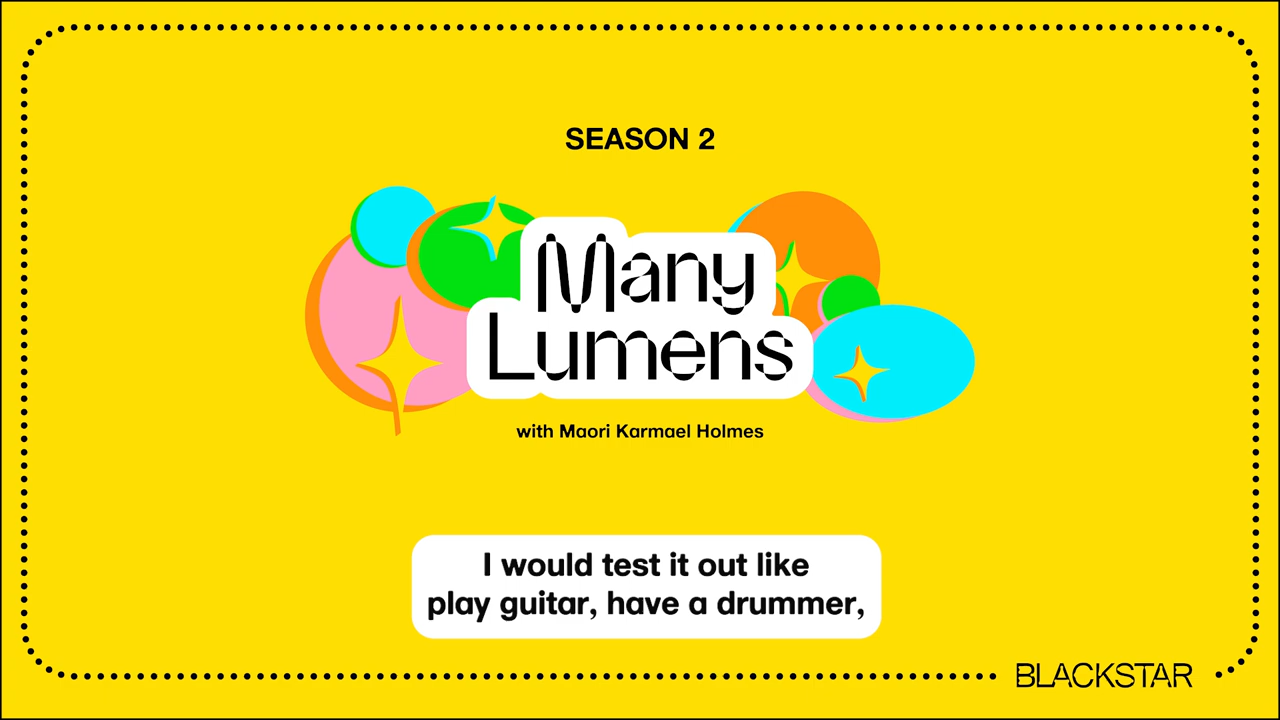 SEASON 2
Many
Lumens
with Maori Karmael Holmes
I would test it out like
play guitar, have a drummer,
BLACKSTAR